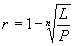 r = 1 − ⁿ√(L/P)